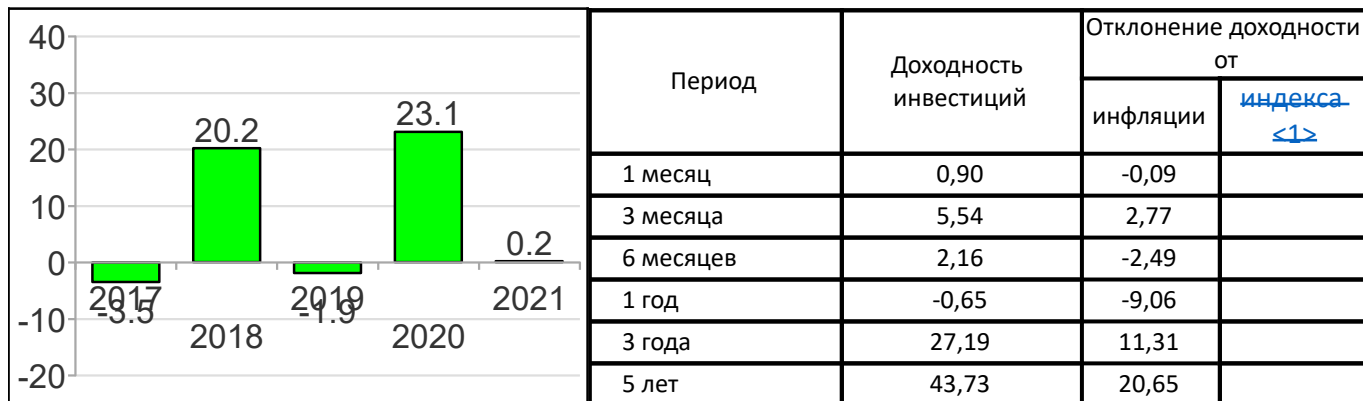 40
30
20
10
0
-10
-20
20.2
23.1
0.2
2017
2019
2021
-3.5
-1.9
2018
2020
Период
Доходность
инвестиций
Отклонение доходности
от
инфляции
индекса
<1>
1 месяц 0,90 -0,09
3 месяца 5,54 2,77
6 месяцев 2,16 -2,49
1 год -0,65 -9,06
3 года 27,19 11,31
5 лет 43,73 20,65